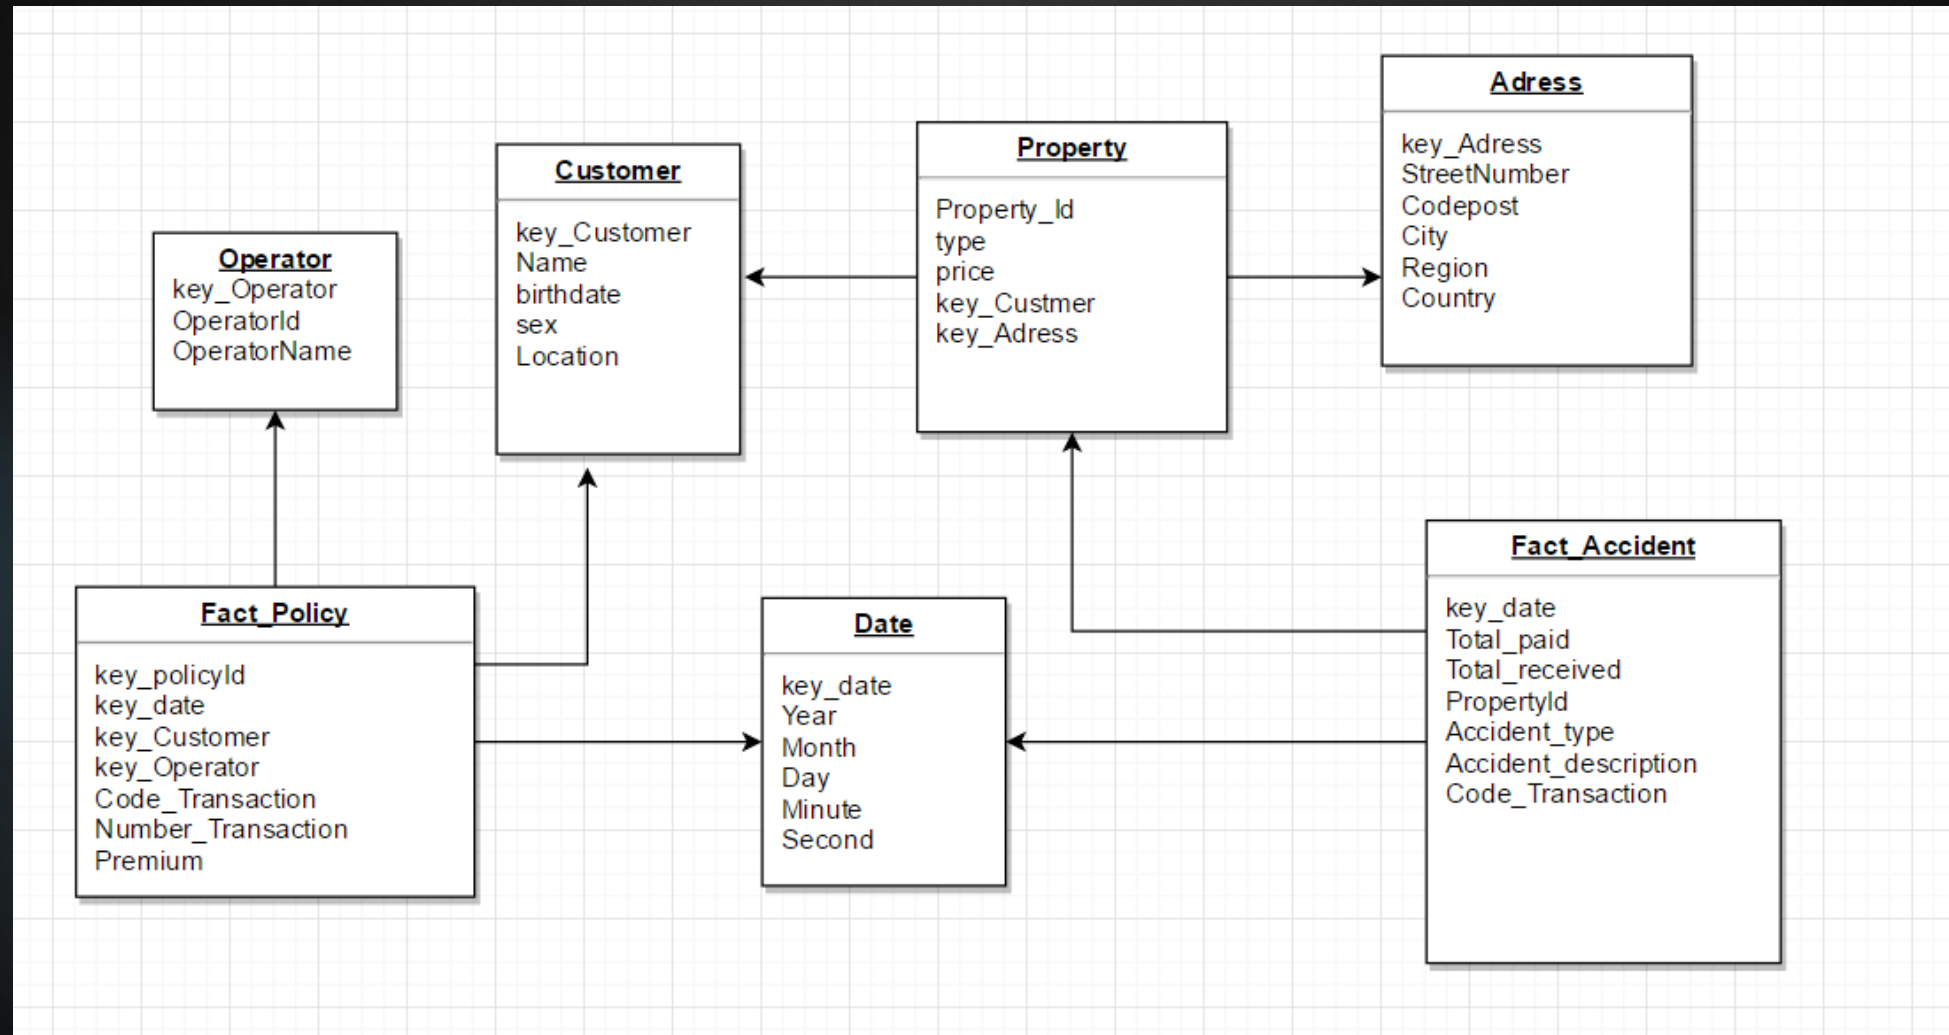 Operator
key_Operator
OperatorId
OperatorName
Customer
key_Customer
Name
birthdate
sex
Location
Property
Property_Id
type
price
key_Custmer
key_Adress
Adress
key_Adress
StreetNumber
Codepost
City
Region
Country
Fact_Policy
key_policyId
key_date
key_Customer
key_Operator
Code_Transaction
Number_Transaction
Premium
Date
key_date
Year
Month
Day
Minute
Second
Fact_Accident
key_date
Total_paid
Total_received
PropertyId
Accident_type
Accident_description
Code_Transaction